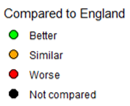 Compared to England
Better
Similar
Worse
Not compared